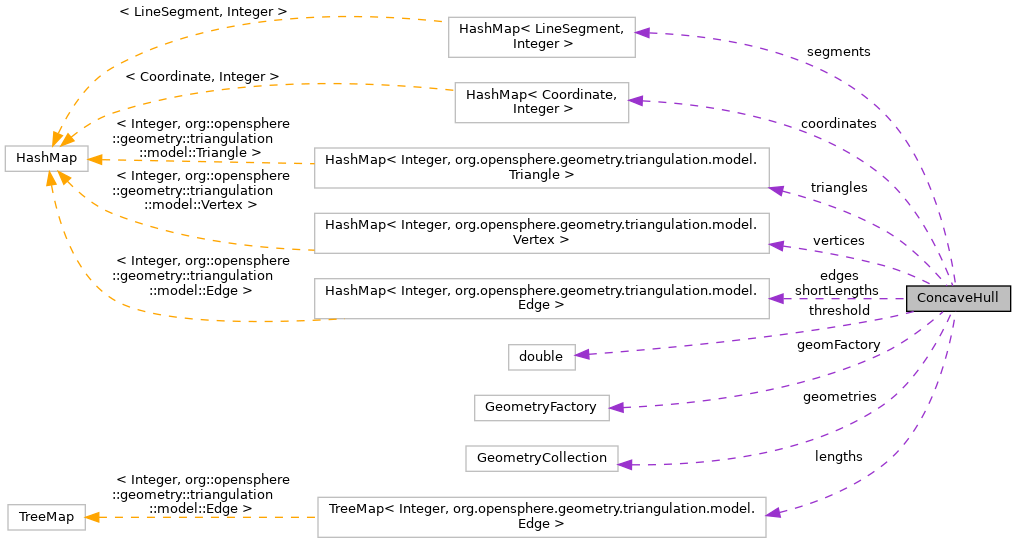 < LineSegment, Integer >
HashMap< LineSegment,
Integer >
segments
< Coordinate, Integer >
HashMap< Coordinate,
Integer >
coordinates
< Integer, org::opensphere
::geometry::triangulation
::model::Triangle >
HashMap
HashMap< Integer, org.opensphere.geometry.triangulation.model.
Triangle >
triangles
< Integer, org::opensphere
::geometry::triangulation
::model::Vertex >
HashMap< Integer, org.opensphere.geometry.triangulation.model.
Vertex >
vertices
< Integer, org::opensphere
::geometry::triangulation
::model::Edge >
HashMap< Integer, org.opensphere.geometry.triangulation.model.
Edge >
edges
shortLengths
ConcaveHull
threshold
double
geomFactory
GeometryFactory
geometries
GeometryCollection
lengths
< Integer, org::opensphere
::geometry::triangulation
::model::Edge >
TreeMap
TreeMap< Integer, org.opensphere.geometry.triangulation.model.
Edge >